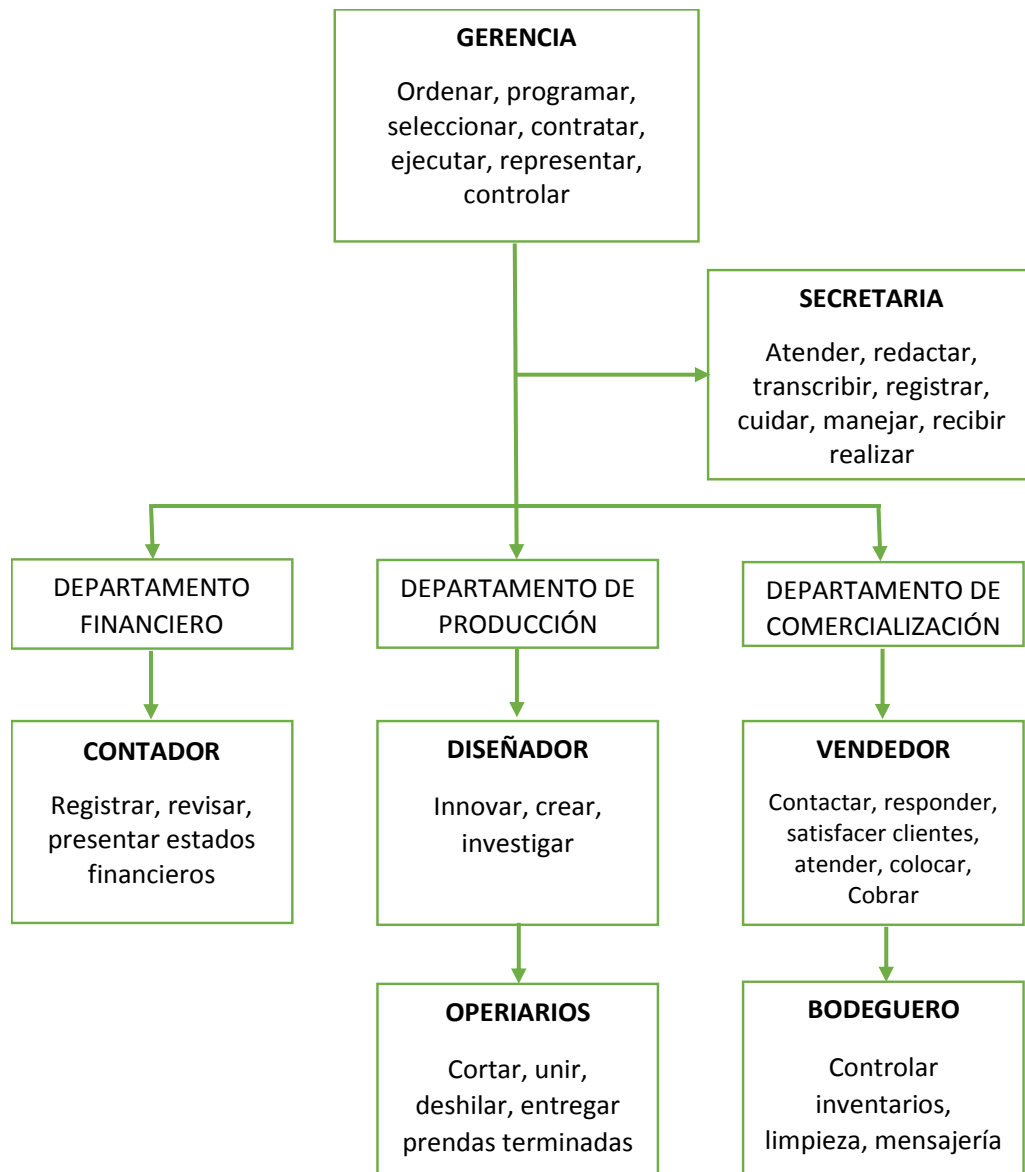 GERENCIA
Ordenar, programar,
seleccionar, contratar,
ejecutar, representar,
controlar
SECRETARIA
Atender, redactar,
transcribir, registrar,
cuidar, manejar, recibir
realizar
DEPARTAMENTO
FINANCIERO
DEPARTAMENTO DE
PRODUCCIÓN
DEPARTAMENTO DE
COMERCIALIZACIÓN
CONTADOR
Registrar, revisar,
presentar estados
financieros
DISEÑADOR
Innovar, crear,
investigar
VENDEDOR
Contactar, responder,
satisfacer clientes,
atender, colocar,
Cobrar
OPERIARIOS
Cortar, unir,
deshilar, entregar
prendas terminadas
BODEGUERO
Controlar
inventarios,
limpieza, mensajería